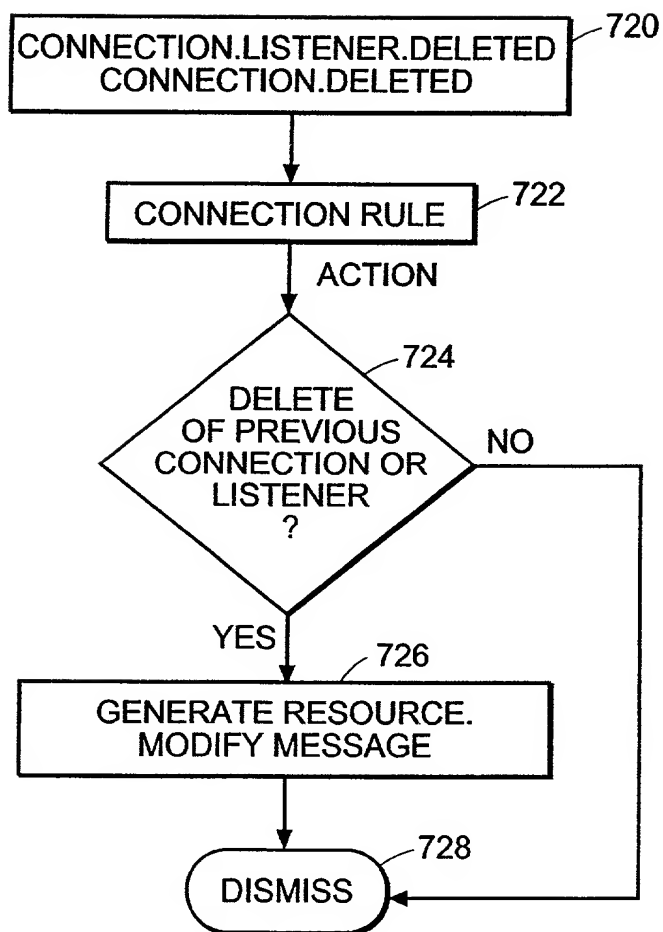 720
CONNECTION.LISTENER.DELETED
CONNECTION.DELETED
722
CONNECTION RULE
ACTION
724
DELETE
OF PREVIOUS
CONNECTION OR
LISTENER
?
NO
YES
726
GENERATE RESOURCE.
MODIFY MESSAGE
728
DISMISS